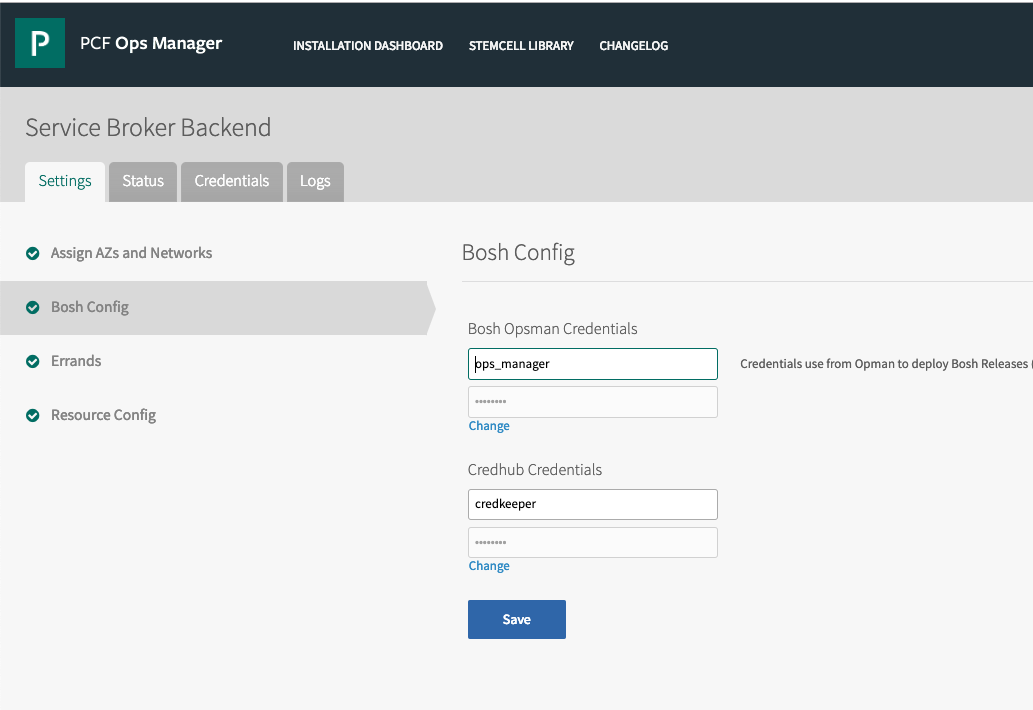 PCF Ops Manager
INSTALLATION DASHBOARD STEMCELL LIBRARY CHANGELOG
Service Broker Backend
Settings Status Credentials Logs
Assign AZs and Networks
Bosh Config
Errands
Resource Config
Bosh Config
Bosh Opsman Credentials
ops_manager
Credentials use from Opman to deploy Bosh Releases (
••••••••
Change
Credhub Credentials
credkeeper
••••••••
Change
Save